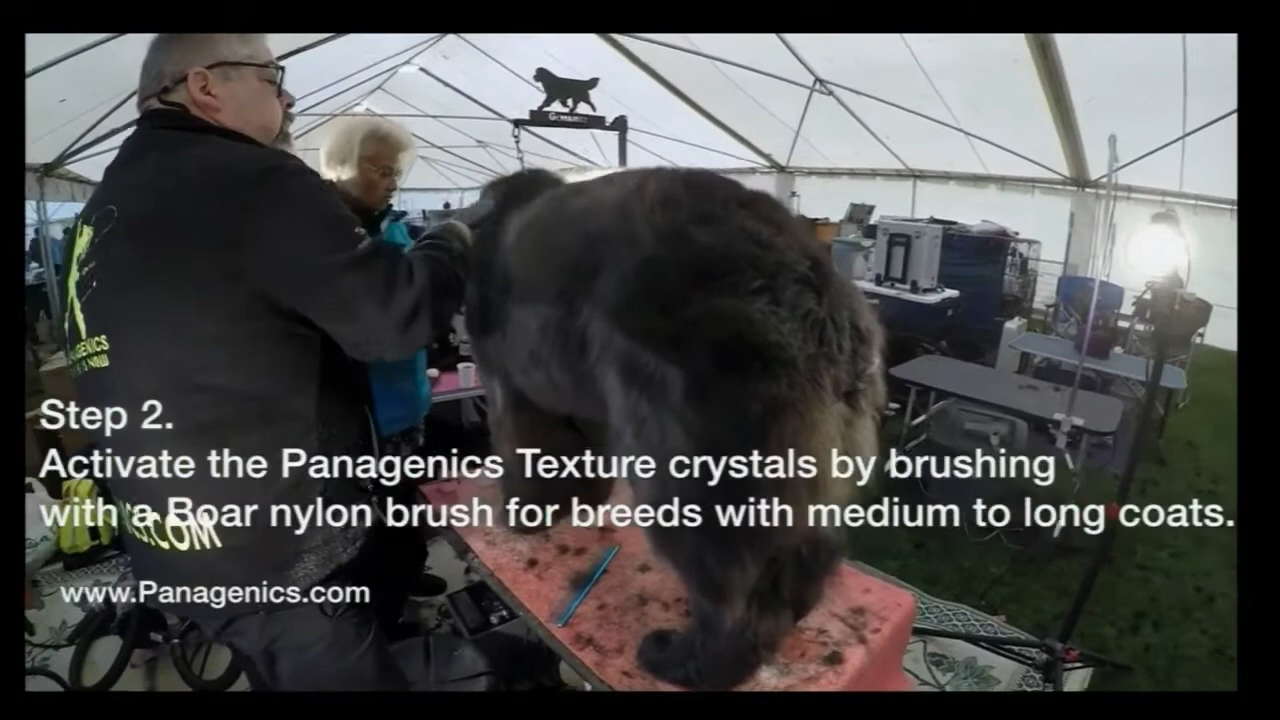 Step 2.
Activate the Panagenics Texture crystals by brushing
with a Boar nylon brush for breeds with medium to long coats.
www.Panagenics.com